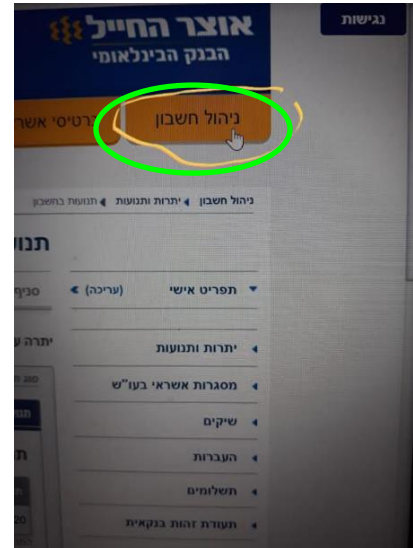 נגישות
אוצר החייל
הבנק הבינלאומי
ניהול חשבון
ניהול חשבון
יתרות ותנועות
תנועות בחשבון
תפריט אישי
(עריכה)
יתרות ותנועות
מסגרות אשראי בעו"ש
שיקים
העברות
תשלומים
תעודת זהות בנקאית